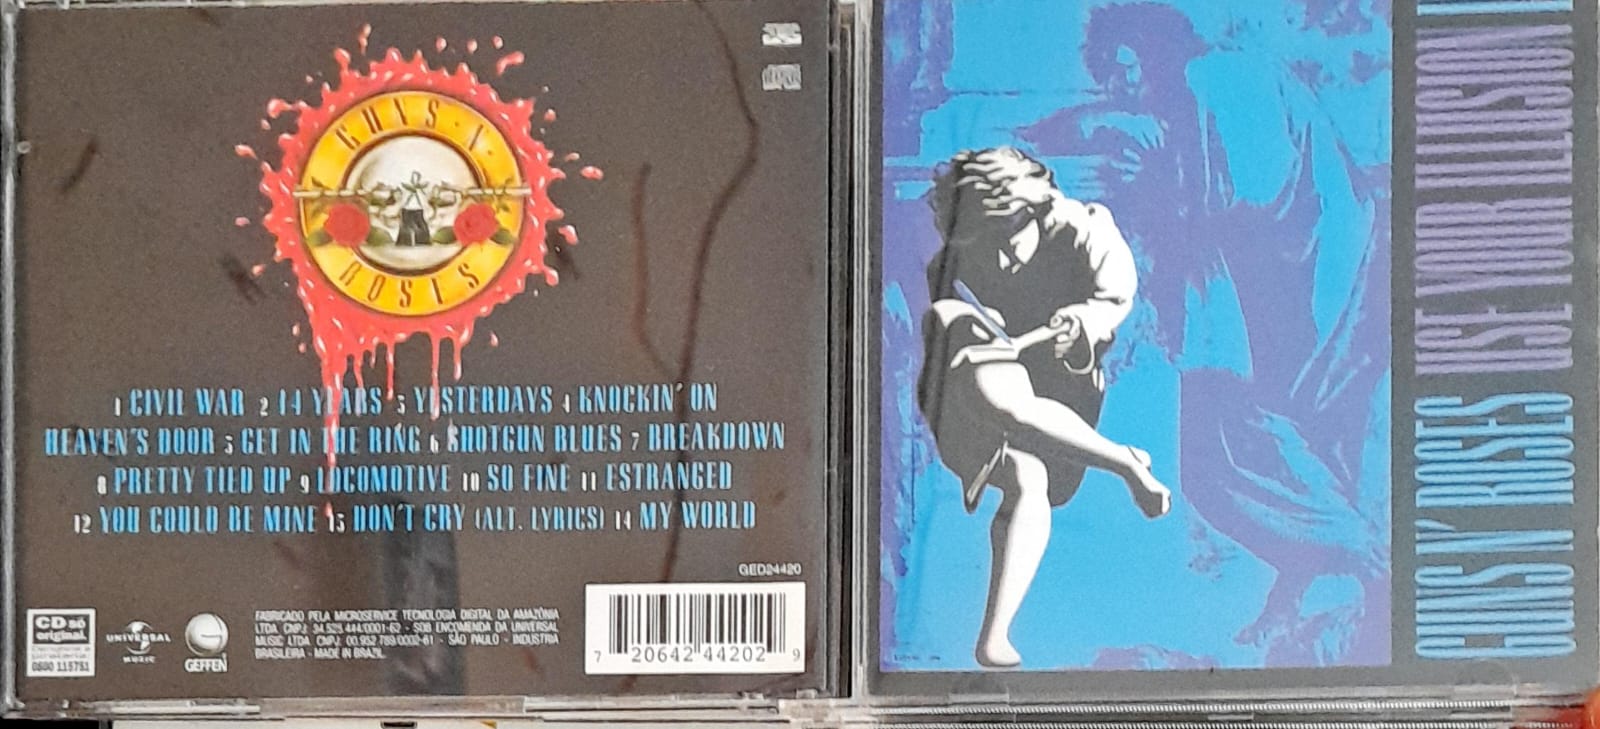 GUNS N'
ROSES
1 CIVIL WAR 2 14 YEARS 3 YESTERDAYS 4 KNOCKIN' ON
HEAVEN'S DOOR 5 GET IN THE RING 6 SHOTGUN BLUES 7 BREAKDOWN
8 PRETTY TIED UP 9 LOCOMOTIVE 10 SO FINE 11 ESTRANGED
12 YOU COULD BE MINE 13 DON'T CRY (ALT. LYRICS) 14 MY WORLD
GED24420
CD só
original
0800 115751
UNIVERSAL
MUSIC
GEFFEN
FABRICADO PELA MICROSERVICE TECNOLOGIA DIGITAL DA AMAZÔNIA
LTDA. CNPJ: 34.525.444/0001-62 - SOB ENCOMENDA DA UNIVERSAL
MUSIC LTDA CNPJ: 00.952.789/0002-61 - SÃO PAULO - INDÚSTRIA
BRASILEIRA - MADE IN BRAZIL.
7 20642 44202 9
GUNS N' ROSES USE YOUR ILLUSION